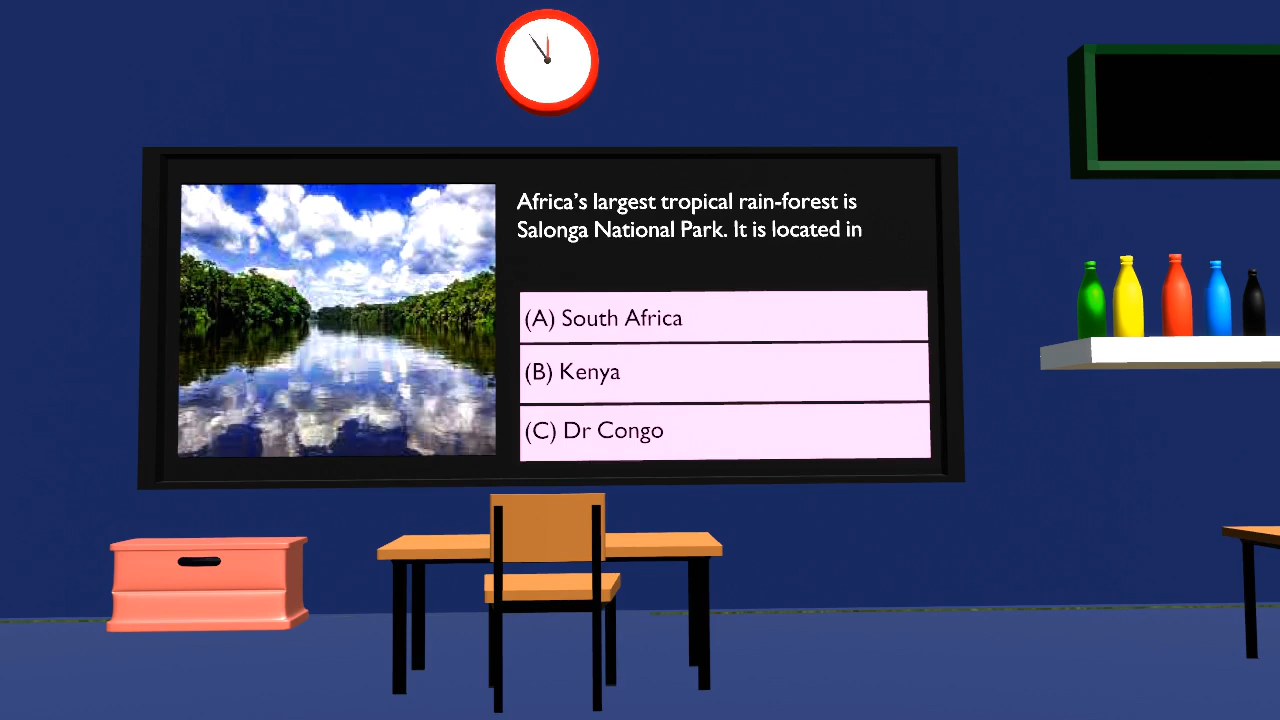 Africa's largest tropical rain-forest is
Salonga National Park. It is located in
(A) South Africa
(B) Kenya
(C) Dr Congo